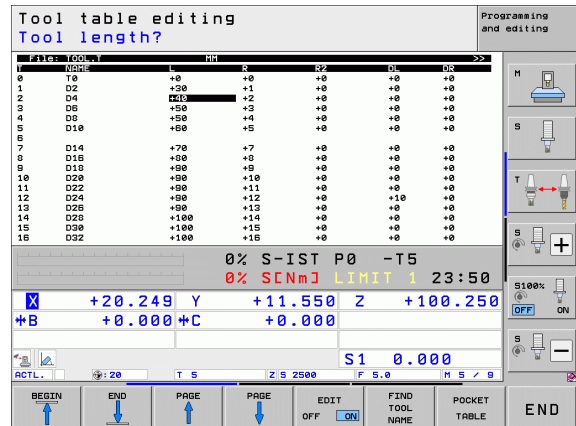 Tool table editing
Tool length?
Programming
and editing
File: TOOL.T MM >>
T NAME L R R2 DL DR
0 T0 +0 +0 +0 +0 +0
1 D2 +30 +1 +0 +0 +0
2 D4 +40 +2 +0 +0 +0
3 D6 +50 +3 +0 +0 +0
4 D8 +50 +4 +0 +0 +0
5 D10 +60 +5 +0 +0 +0
6
7 D14 +70 +7 +0 +0 +0
8 D16 +80 +8 +0 +0 +0
9 D18 +90 +9 +0 +0 +0
10 D20 +90 +10 +0 +0 +0
11 D22 +90 +11 +0 +0 +0
12 D24 +90 +12 +0 +10 +0
13 D26 +90 +13 +0 +0 +0
14 D28 +100 +14 +0 +0 +0
15 D30 +100 +15 +0 +0 +0
16 D32 +100 +16 +0 +0 +0
0% S-IST P0 -T5
0% S[Nm] LIMIT 1 23:50
X +20.249 Y +11.550 Z +100.250
B +0.000 C +0.000
S1 0.000
ACTL. : 20 T 5 Z S 2500 F 5.0 M 5 / 9
M
S
T
S
+
S100%
OFF ON
S
-
BEGIN
END
PAGE
PAGE
EDIT
OFF ON
FIND
TOOL
NAME
POCKET
TABLE
END